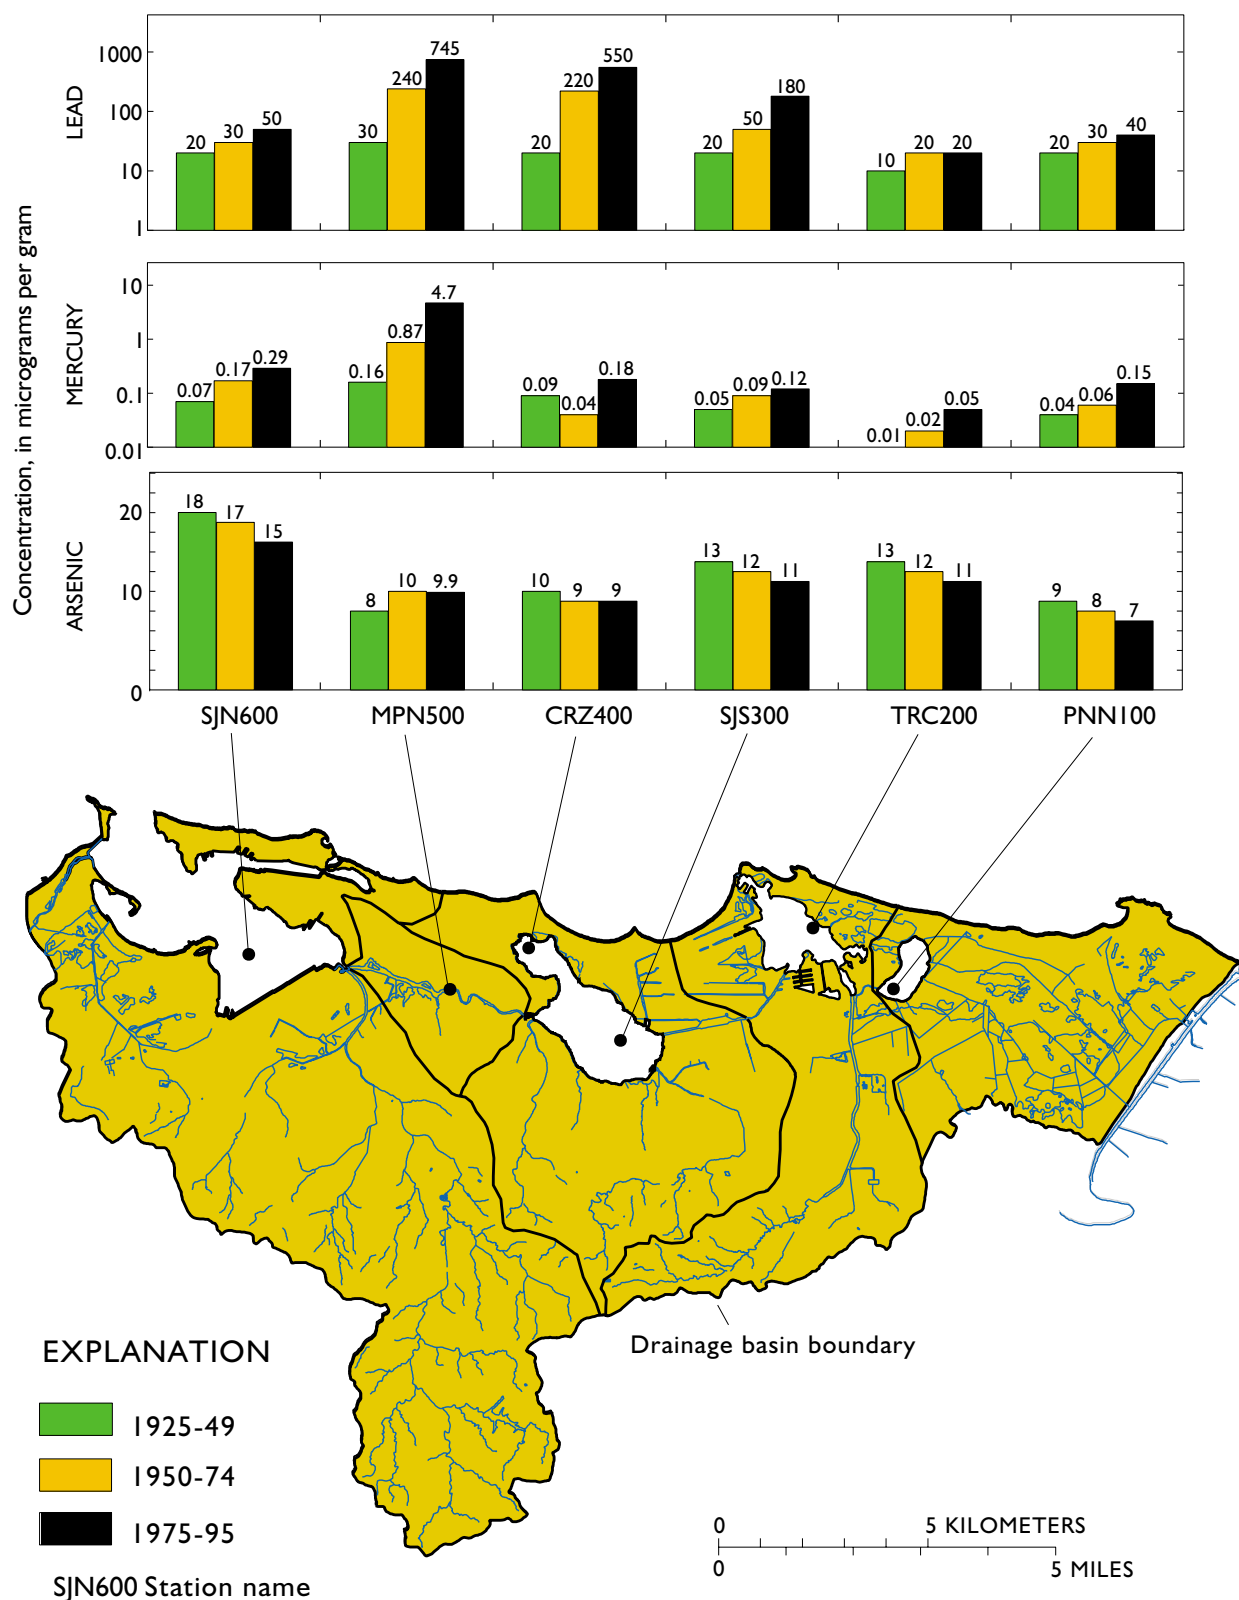 Concentration, in micrograms per gram
LEAD
1000
100
10
1
20 30 50
30 240 745
20 220 550
20 50 180
10 20 20
20 30 40
MERCURY
10
1
0.1
0.01
0.07 0.17 0.29
0.16 0.87 4.7
0.09 0.04 0.18
0.05 0.09 0.12
0.01 0.02 0.05
0.04 0.06 0.15
ARSENIC
20
10
0
18 17 15
8 10 9.9
10 9 9
13 12 11
13 12 11
9 8 7
SJN600 MPN500 CRZ400 SJS300 TRC200 PNN100
Drainage basin boundary
EXPLANATION
1925-49
1950-74
1975-95
SJN600 Station name
0 5 KILOMETERS
0 5 MILES